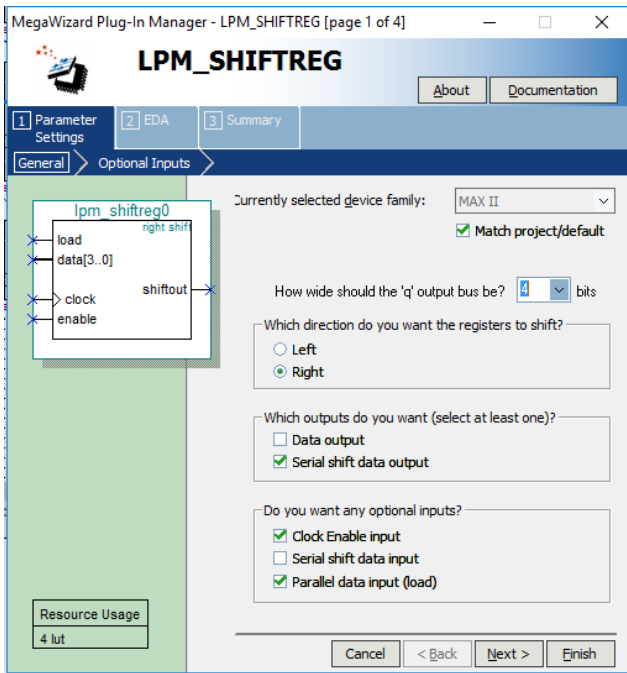 MegaWizard Plug-In Manager - LPM_SHIFTREG [page 1 of 4]
LPM_SHIFTREG
About
Documentation
1 Parameter Settings
2 EDA
3 Summary
General
Optional Inputs
lpm_shiftreg0
right shift
load
data[3..0]
clock
enable
shiftout
Currently selected device family:
MAX II
Match project/default
How wide should the 'q' output bus be?
4
bits
Which direction do you want the registers to shift?
Left
Right
Which outputs do you want (select at least one)?
Data output
Serial shift data output
Do you want any optional inputs?
Clock Enable input
Serial shift data input
Parallel data input (load)
Resource Usage
4 lut
Cancel
< Back
Next >
Finish